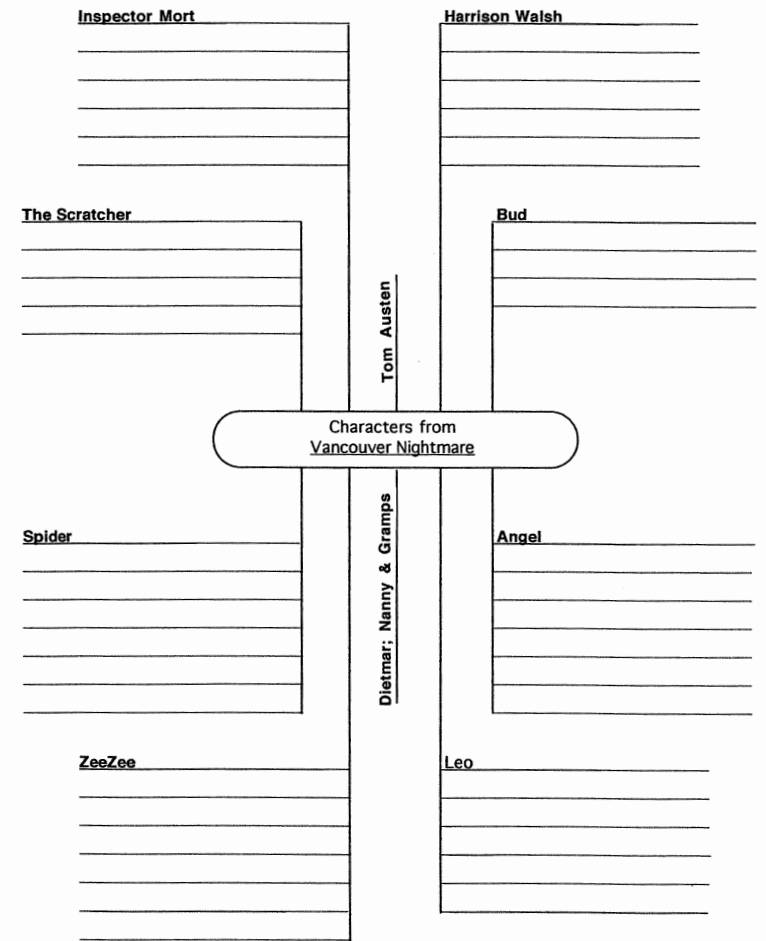 Inspector Mort
Harrison Walsh
The Scratcher
Bud
Tom Austen
Characters from
Vancouver Nightmare
Dietmar; Nanny & Gramps
Spider
Angel
ZeeZee
Leo